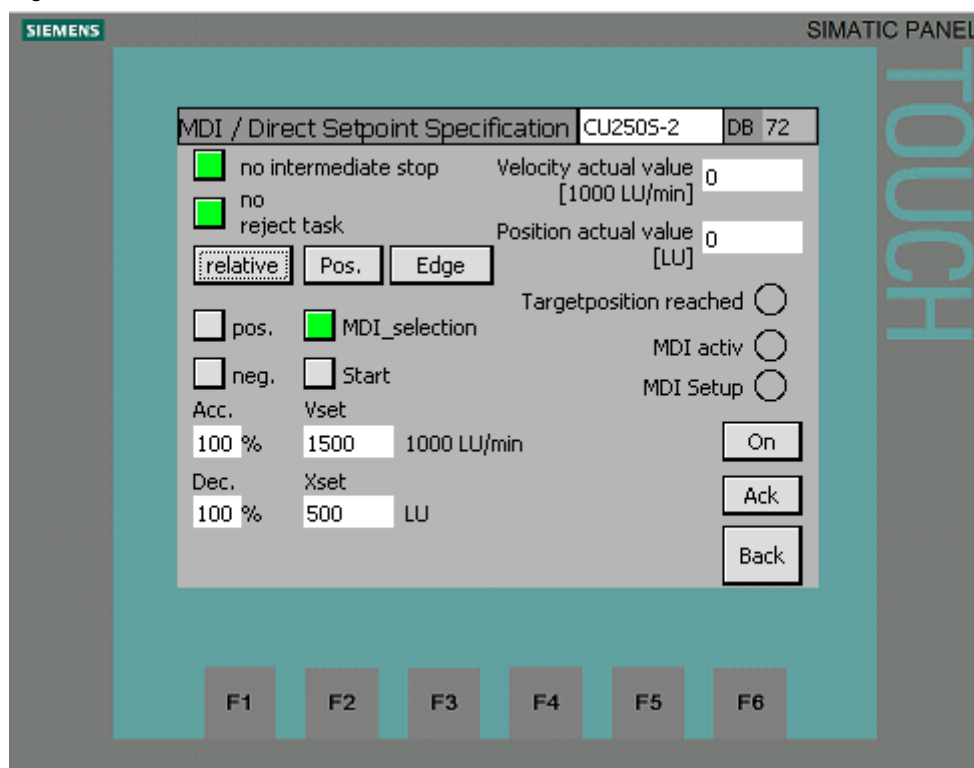 SIEMENS
SIMATIC PANEL
TOUCH
MDI / Direct Setpoint Specification CU250S-2 DB 72
no intermediate stop
Velocity actual value 0
[1000 LU/min]
no
reject task
Position actual value 0
[LU]
relative Pos. Edge
Targetposition reached
pos. MDI_selection
MDI activ
neg. Start
MDI Setup
Acc. Vset
100 % 1500 1000 LU/min
On
Dec. Xset
100 % 500 LU
Ack
Back
F1 F2 F3 F4 F5 F6